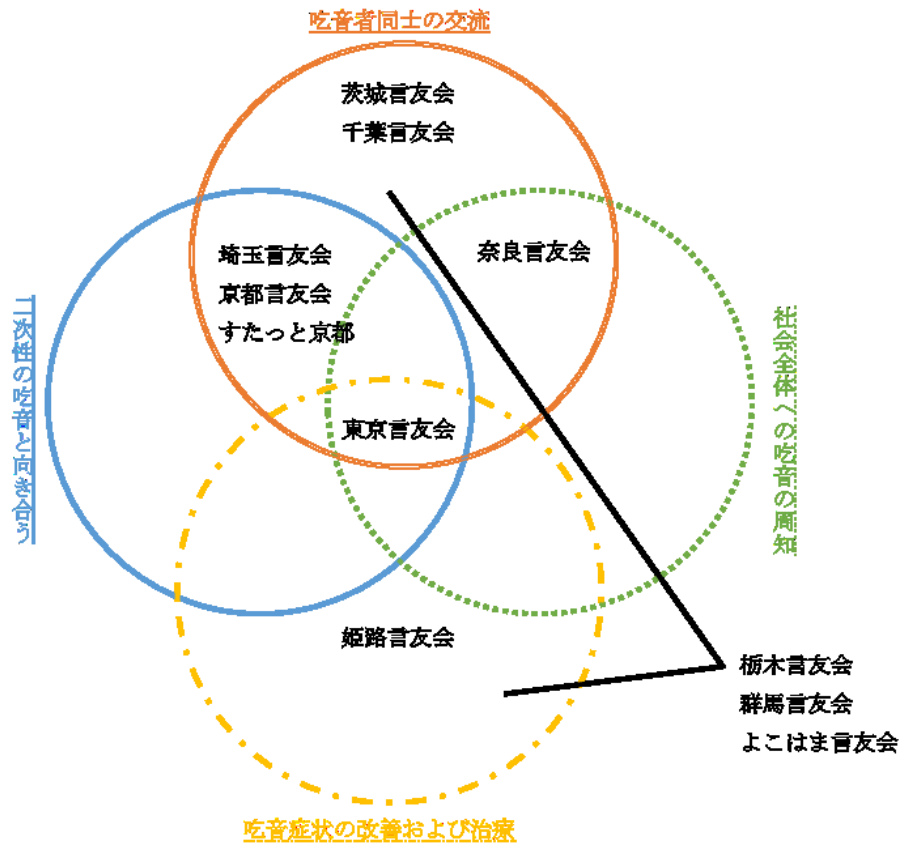 吃音者同士の交流
茨城言友会
千葉言友会
埼玉言友会
京都言友会
すたっと京都
奈良言友会
二次性の吃音と向き合う
社会全体への吃音の周知
東京言友会
姫路言友会
栃木言友会
群馬言友会
よこはま言友会
吃音症状の改善および治療